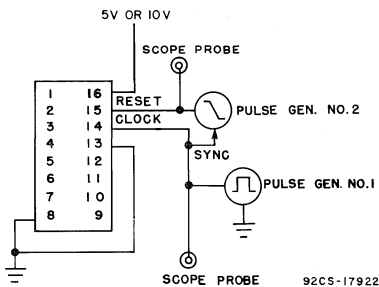 5V OR 10V
SCOPE PROBE
1 16
2 15 RESET
3 14 CLOCK
4 13
5 12
6 11
7 10
8 9
PULSE GEN. NO.2
SYNC
PULSE GEN. NO.1
SCOPE PROBE
92CS-17922